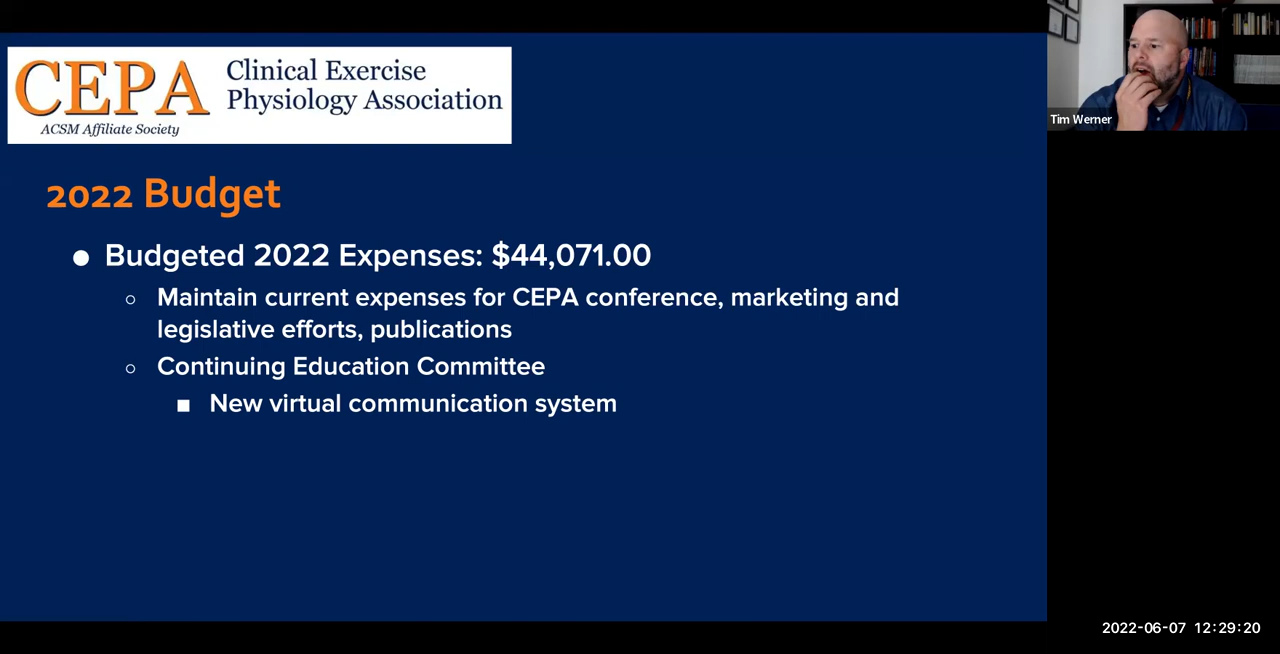 CEPA
Clinical Exercise
Physiology Association
ACSM Affiliate Society
2022 Budget
● Budgeted 2022 Expenses: $44,071.00
○ Maintain current expenses for CEPA conference, marketing and
legislative efforts, publications
○ Continuing Education Committee
■ New virtual communication system
Tim Werner
2022-06-07 12:29:20